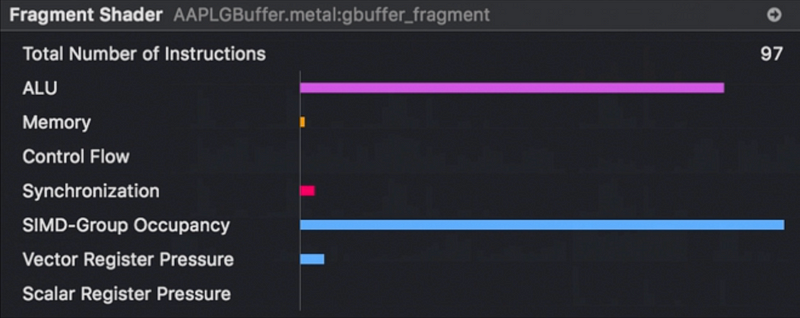 Fragment Shader AAPLGBuffer.metal:gbuffer_fragment
Total Number of Instructions 97
ALU
Memory
Control Flow
Synchronization
SIMD-Group Occupancy
Vector Register Pressure
Scalar Register Pressure